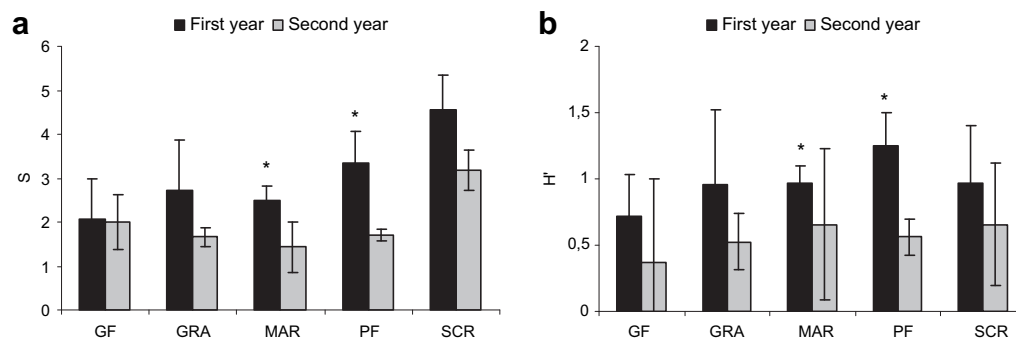 a
First year Second year
6
5
4
3
2
1
0
S
* *
GF GRA MAR PF SCR
b
First year Second year
2
1,5
1
0,5
0
H'
* *
GF GRA MAR PF SCR